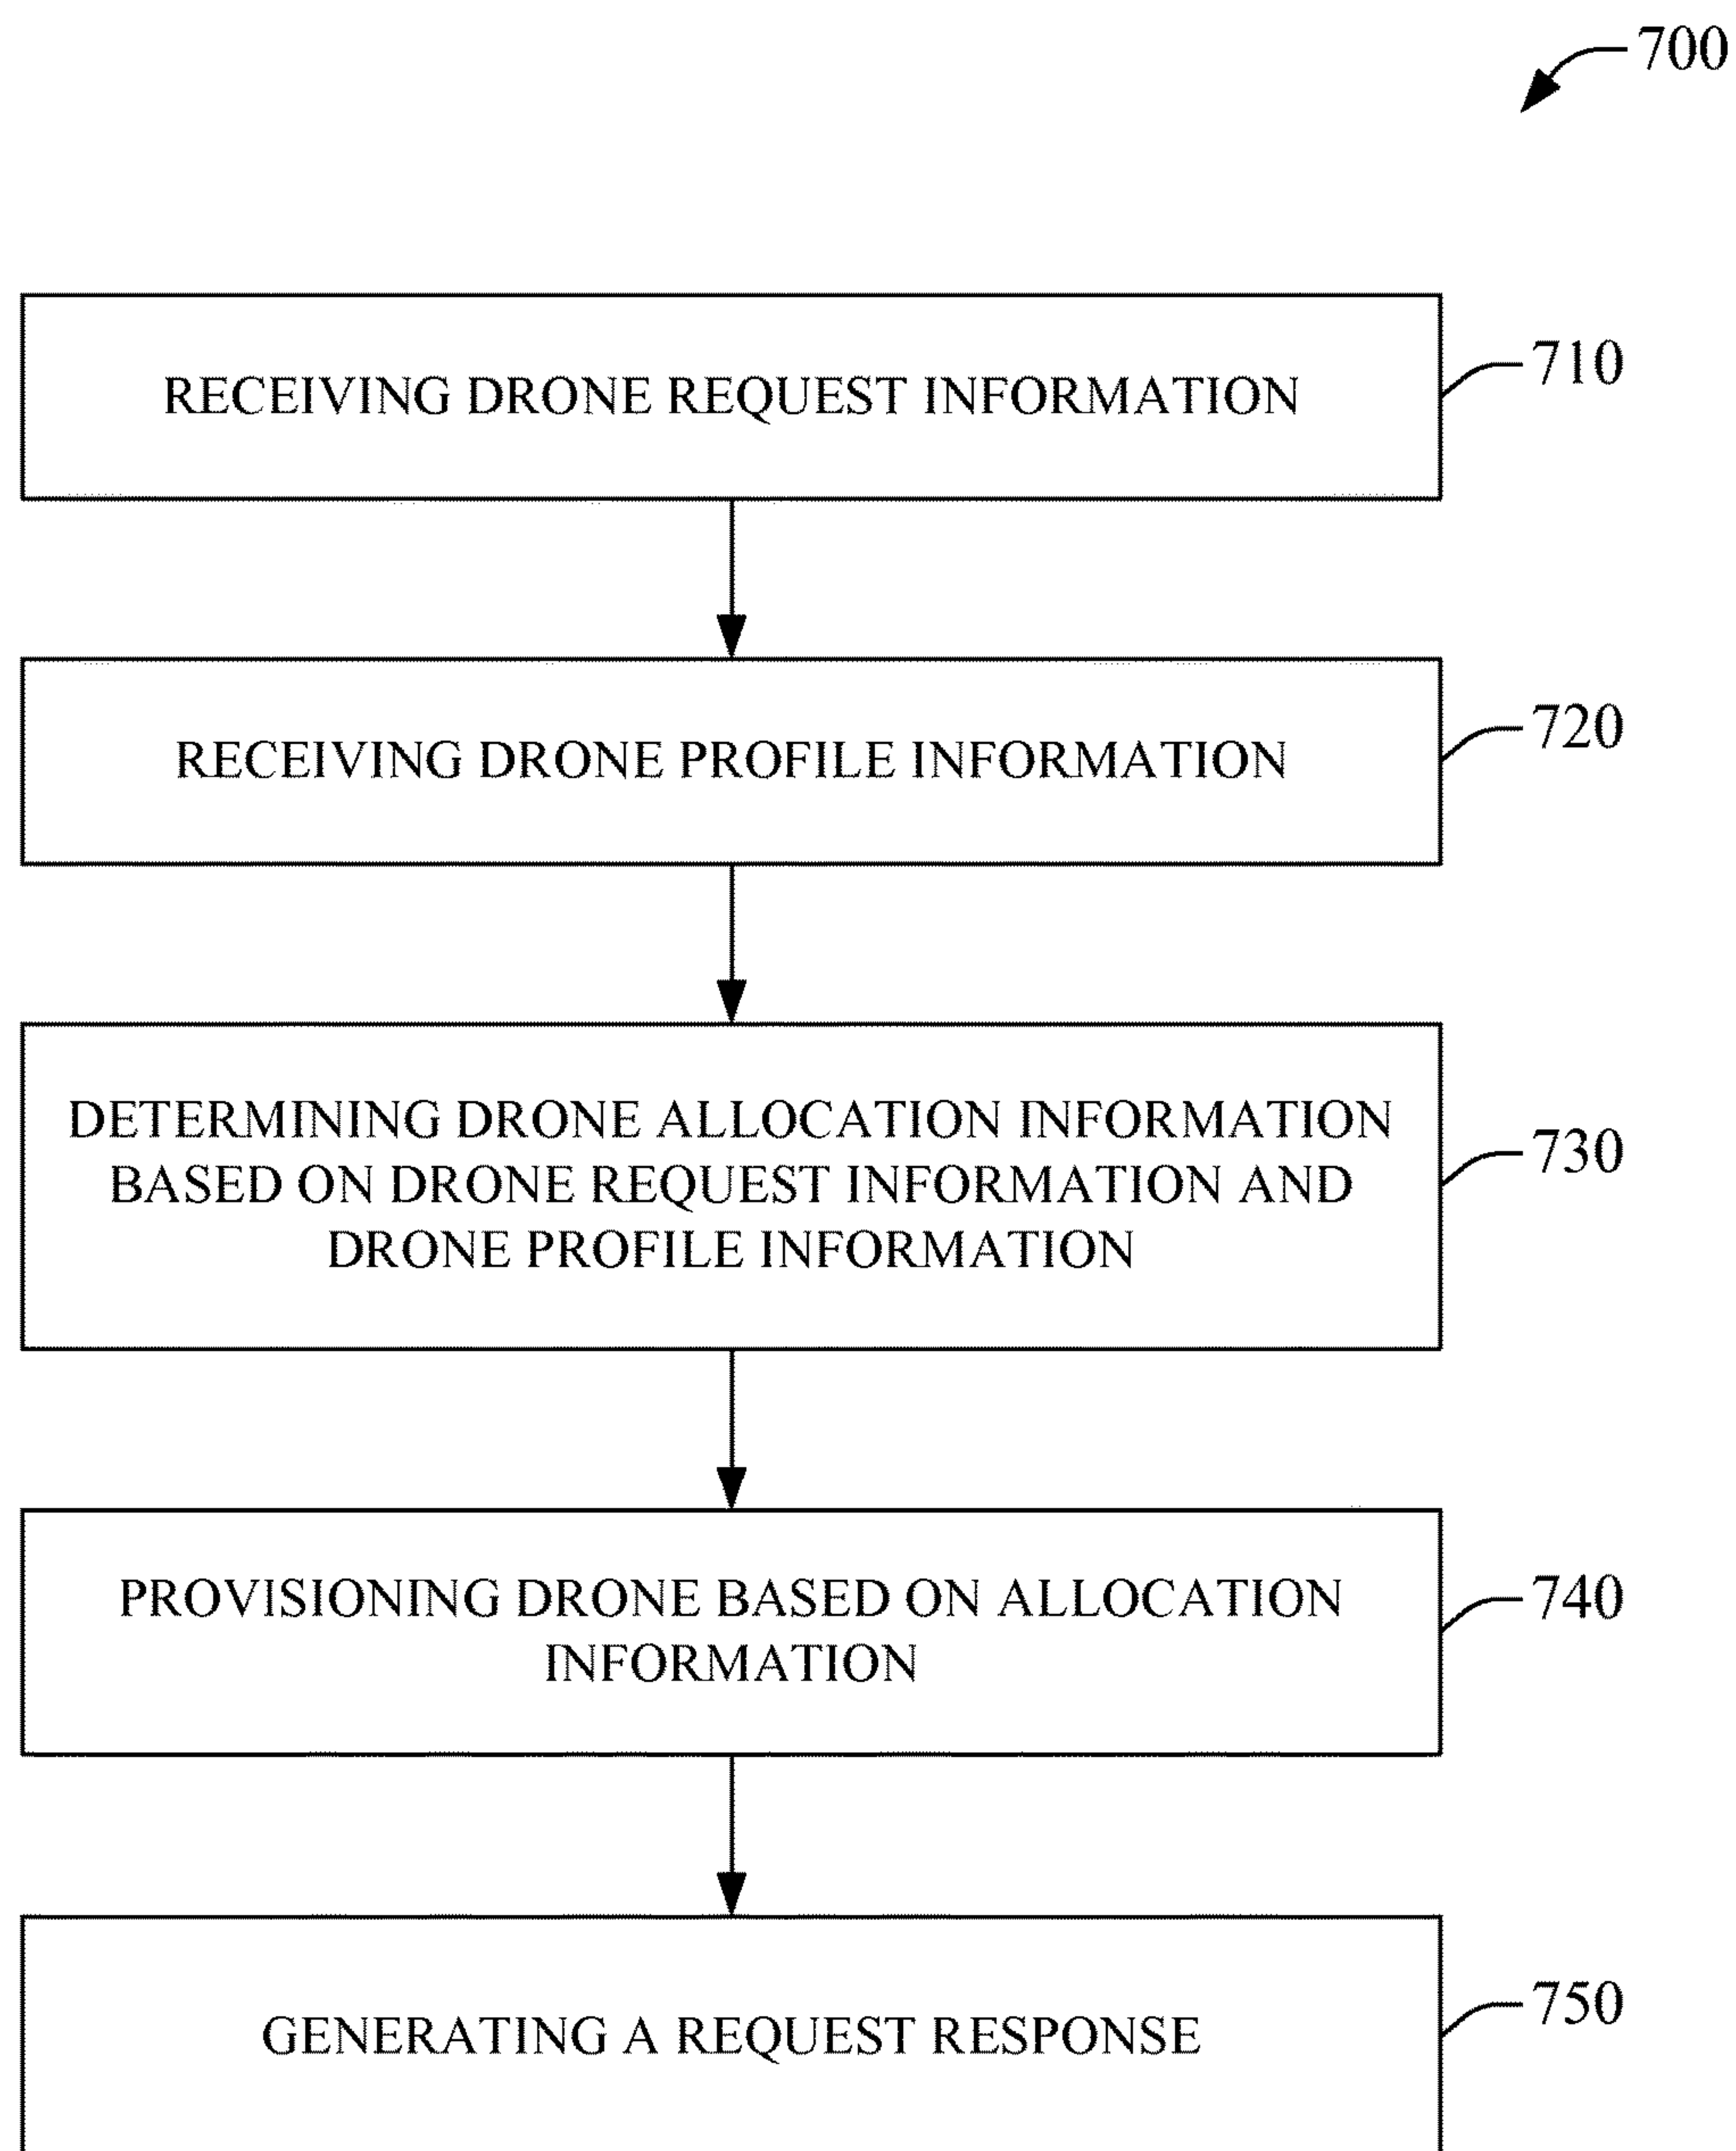 700
RECEIVING DRONE REQUEST INFORMATION
710
RECEIVING DRONE PROFILE INFORMATION
720
DETERMINING DRONE ALLOCATION INFORMATION
BASED ON DRONE REQUEST INFORMATION AND
DRONE PROFILE INFORMATION
730
PROVISIONING DRONE BASED ON ALLOCATION
INFORMATION
740
GENERATING A REQUEST RESPONSE
750